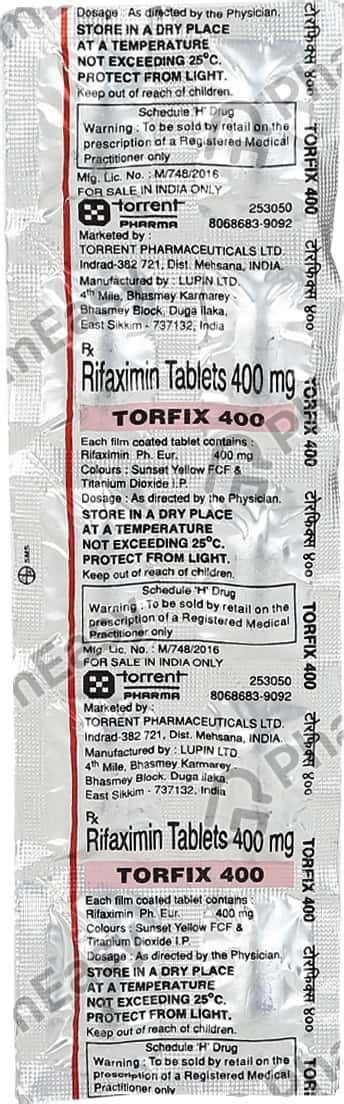 Dosage : As directed by the Physician.
STORE IN A DRY PLACE
AT A TEMPERATURE
NOT EXCEEDING 25°C.
PROTECT FROM LIGHT.
Keep out of reach of children.
Schedule 'H' Drug
Warning : To be sold by retail on the
prescription of a Registered Medical
Practitioner only
Mfg. Lic. No. : M/748/2016
FOR SALE IN INDIA ONLY
torrent
PHARMA
253050
8068683-9092
Marketed by :
TORRENT PHARMACEUTICALS LTD.
Indrad-382 721, Dist. Mehsana, INDIA.
Manufactured by : LUPIN LTD.
4th Mile, Bhasmey Karmarey -
Bhasmey Block, Duga ilaka,
East Sikkim - 737132, India
Rx
Rifaximin Tablets 400 mg
TORFIX 400
Each film coated tablet contains :
Rifaximin Ph. Eur. 400 mg
Colours : Sunset Yellow FCF &
Titanium Dioxide I.P.
Dosage : As directed by the Physician.
STORE IN A DRY PLACE
AT A TEMPERATURE
NOT EXCEEDING 25°C.
PROTECT FROM LIGHT.
Keep out of reach of children.
Schedule 'H' Drug
Warning : To be sold by retail on the
prescription of a Registered Medical
Practitioner only
Mfg. Lic. No. : M/748/2016
FOR SALE IN INDIA ONLY
torrent
PHARMA
253050
8068683-9092
Marketed by :
TORRENT PHARMACEUTICALS LTD.
Indrad-382 721, Dist. Mehsana, INDIA.
Manufactured by : LUPIN LTD
4th Mile, Bhasmey Karmarey -
Bhasmey Block, Duga ilaka,
East Sikkim - 737132, India
Rx
Rifaximin Tablets 400 mg
TORFIX 400
Each film coated tablet contains :
Rifaximin Ph. Eur. 400 mg
Colours : Sunset Yellow FCF &
Titanium Dioxide I.P.
Dosage : As directed by the Physician.
STORE IN A DRY PLACE
AT A TEMPERATURE
NOT EXCEEDING 25°C.
PROTECT FROM LIGHT.
Keep out of reach of children.
Schedule 'H' Drug
Warning : To be sold by retail on the
prescription of a Registered Medical
Practitioner only
SMS
टॉरफिक्स ४००
TORFIX 400
टॉरफिक्स ४००
TORFIX 400
टॉरफिक्स ४००
TORFIX 400
टॉरफिक्स ४००
TORFIX 400
टॉरफिक्स ४००
TORFIX